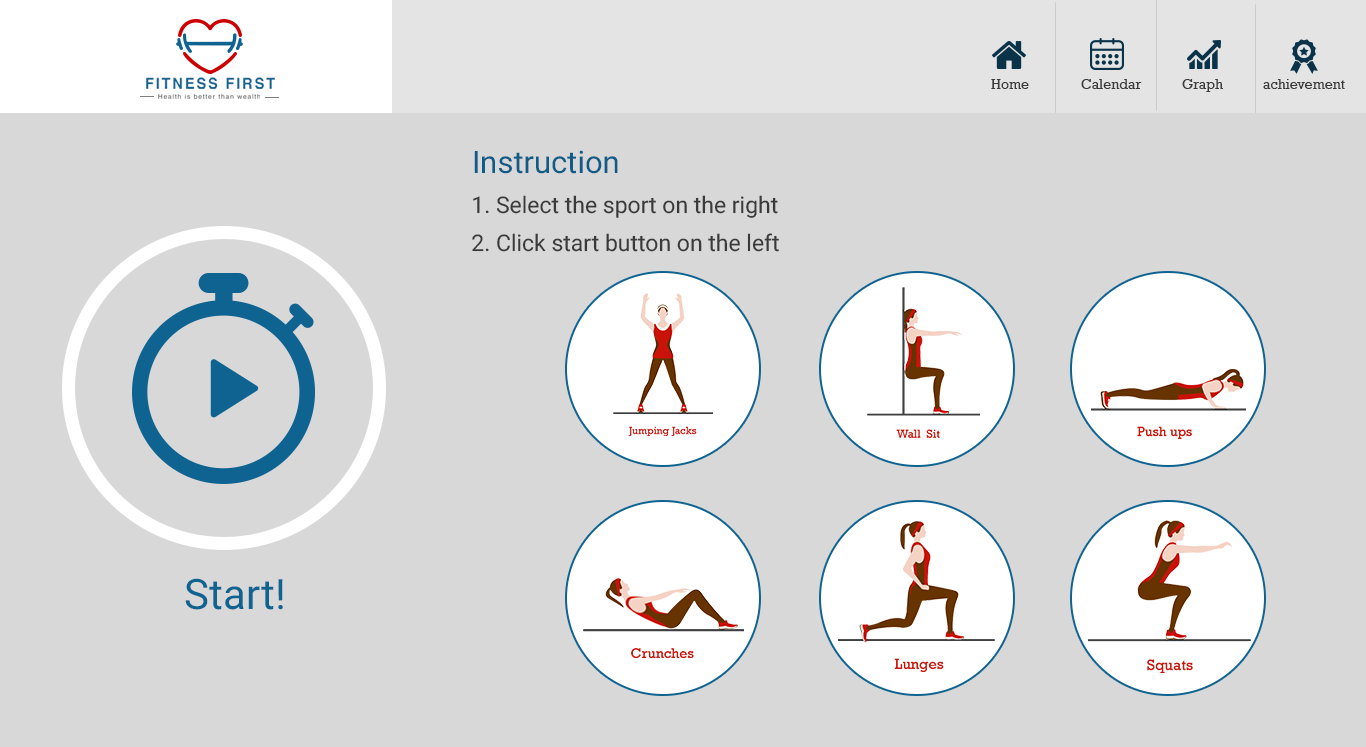 FITNESS FIRST
Health is better than wealth
Home
Calendar
Graph
achievement
Instruction
1. Select the sport on the right
2. Click start button on the left
Start!
Jumping Jacks
Wall Sit
Push ups
Crunches
Lunges
Squats